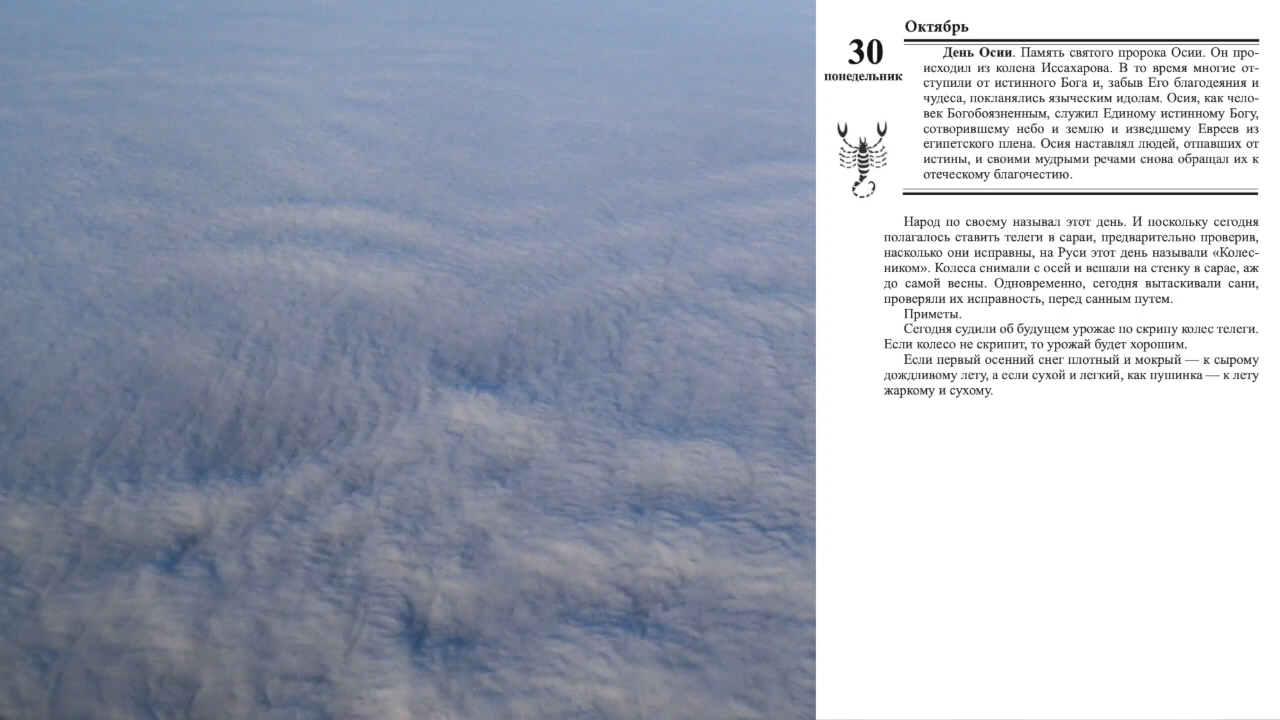 Октябрь
30
понедельник
День Осии. Память святого пророка Осии. Он про-
исходил из колена Иссахарова. В то время многие от-
ступили от истинного Бога и, забыв Его благодеяния и
чудеса, покланялись языческим идолам. Осия, как чело-
век Богобоязненным, служил Единому истинному Богу,
сотворившему небо и землю и изведшему Евреев из
египетского плена. Осия наставлял людей, отпавших от
истины, и своими мудрыми речами снова обращал их к
отеческому благочестию.
Народ по своему называл этот день. И поскольку сегодня
полагалось ставить телеги в сараи, предварительно проверив,
насколько они исправны, на Руси этот день называли «Колес-
ником». Колеса снимали с осей и вешали на стенку в сарае, аж
до самой весны. Одновременно, сегодня вытаскивали сани,
проверяли их исправность, перед санным путем.
Приметы.
Сегодня судили об будущем урожае по скрипу колес телеги.
Если колесо не скрипит, то урожай будет хорошим.
Если первый осенний снег плотный и мокрый — к сырому
дождливому лету, а если сухой и легкий, как пушинка — к лету
жаркому и сухому.